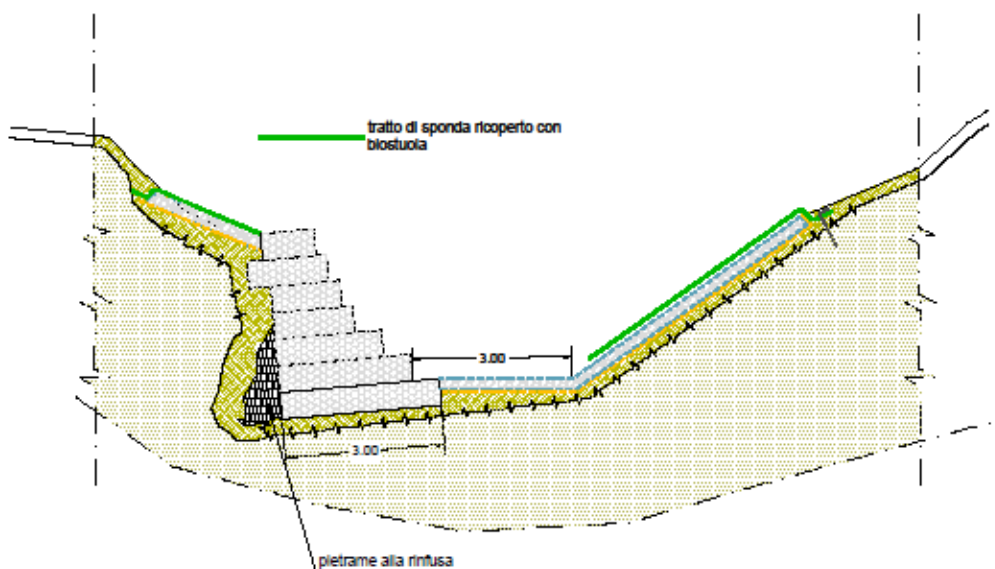 tratto di sponda ricoperto con
biostuoia
3.00
3.00
pietrame alla rinfusa